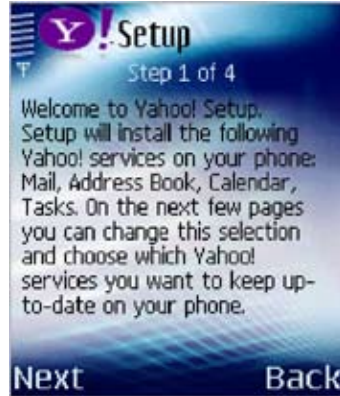 Y! Setup
Step 1 of 4
Welcome to Yahoo! Setup.
Setup will install the following
Yahoo! services on your phone:
Mail, Address Book, Calendar,
Tasks. On the next few pages
you can change this selection
and choose which Yahoo!
services you want to keep up-
to-date on your phone.
Next Back